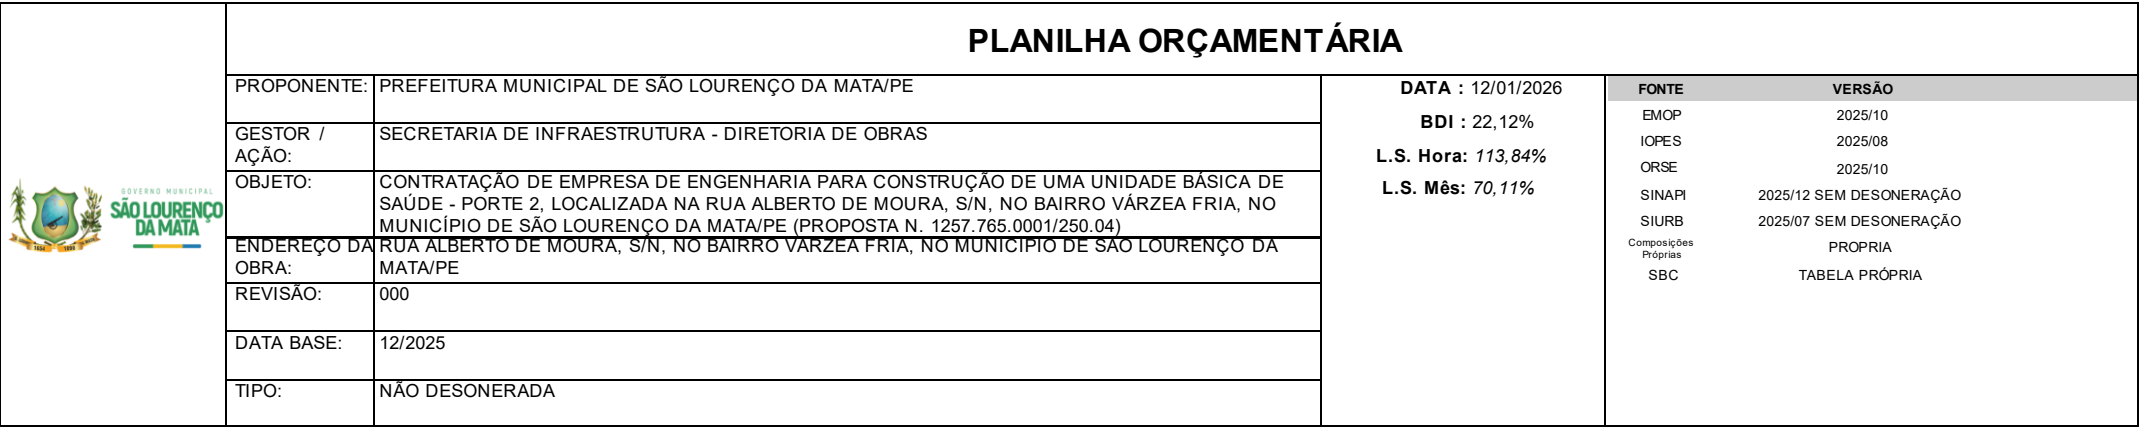 PLANILHA ORÇAMENTÁRIA
GOVERNO MUNICIPAL
SÃO LOURENÇO
DA MATA
PROPONENTE: PREFEITURA MUNICIPAL DE SÃO LOURENÇO DA MATA/PE
GESTOR / AÇÃO: SECRETARIA DE INFRAESTRUTURA - DIRETORIA DE OBRAS
OBJETO: CONTRATAÇÃO DE EMPRESA DE ENGENHARIA PARA CONSTRUÇÃO DE UMA UNIDADE BÁSICA DE
SAÚDE - PORTE 2, LOCALIZADA NA RUA ALBERTO DE MOURA, S/N, NO BAIRRO VÁRZEA FRIA, NO
MUNICÍPIO DE SÃO LOURENÇO DA MATA/PE (PROPOSTA N. 1257.765.0001/250.04)
ENDEREÇO DA OBRA: RUA ALBERTO DE MOURA, S/N, NO BAIRRO VÁRZEA FRIA, NO MUNICÍPIO DE SÃO LOURENÇO DA
MATA/PE
REVISÃO: 000
DATA BASE: 12/2025
TIPO: NÃO DESONERADA
DATA : 12/01/2026
BDI : 22,12%
L.S. Hora: 113,84%
L.S. Mês: 70,11%
FONTE VERSÃO
EMOP 2025/10
IOPES 2025/08
ORSE 2025/10
SINAPI 2025/12 SEM DESONERAÇÃO
SIURB 2025/07 SEM DESONERAÇÃO
Composições Próprias PROPRIA
SBC TABELA PRÓPRIA